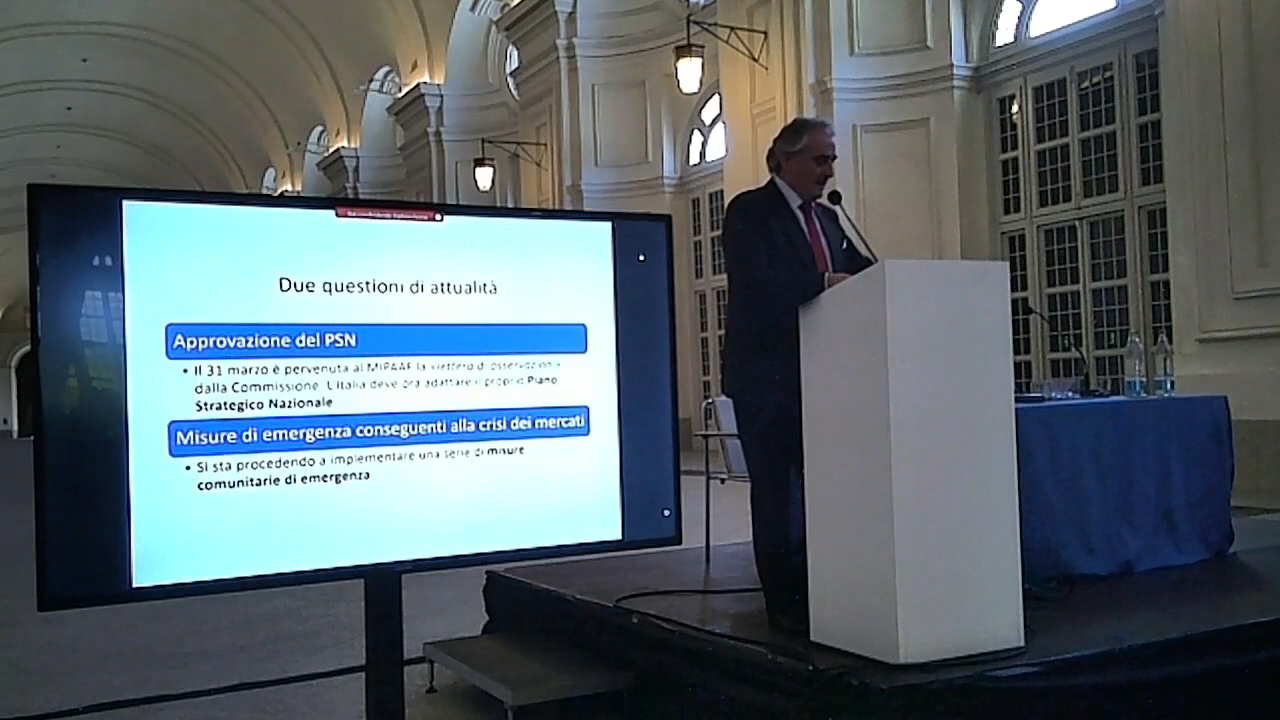 Due questioni di attualità
Approvazione del PSN
• Il 31 marzo è pervenuta al MIPAAF la lettera di osservazioni
dalla Commissione. L'Italia deve ora adattare il proprio Piano
Strategico Nazionale
Misure di emergenza conseguenti alla crisi dei mercati
• Si sta procedendo a implementare una serie di misure
comunitarie di emergenza